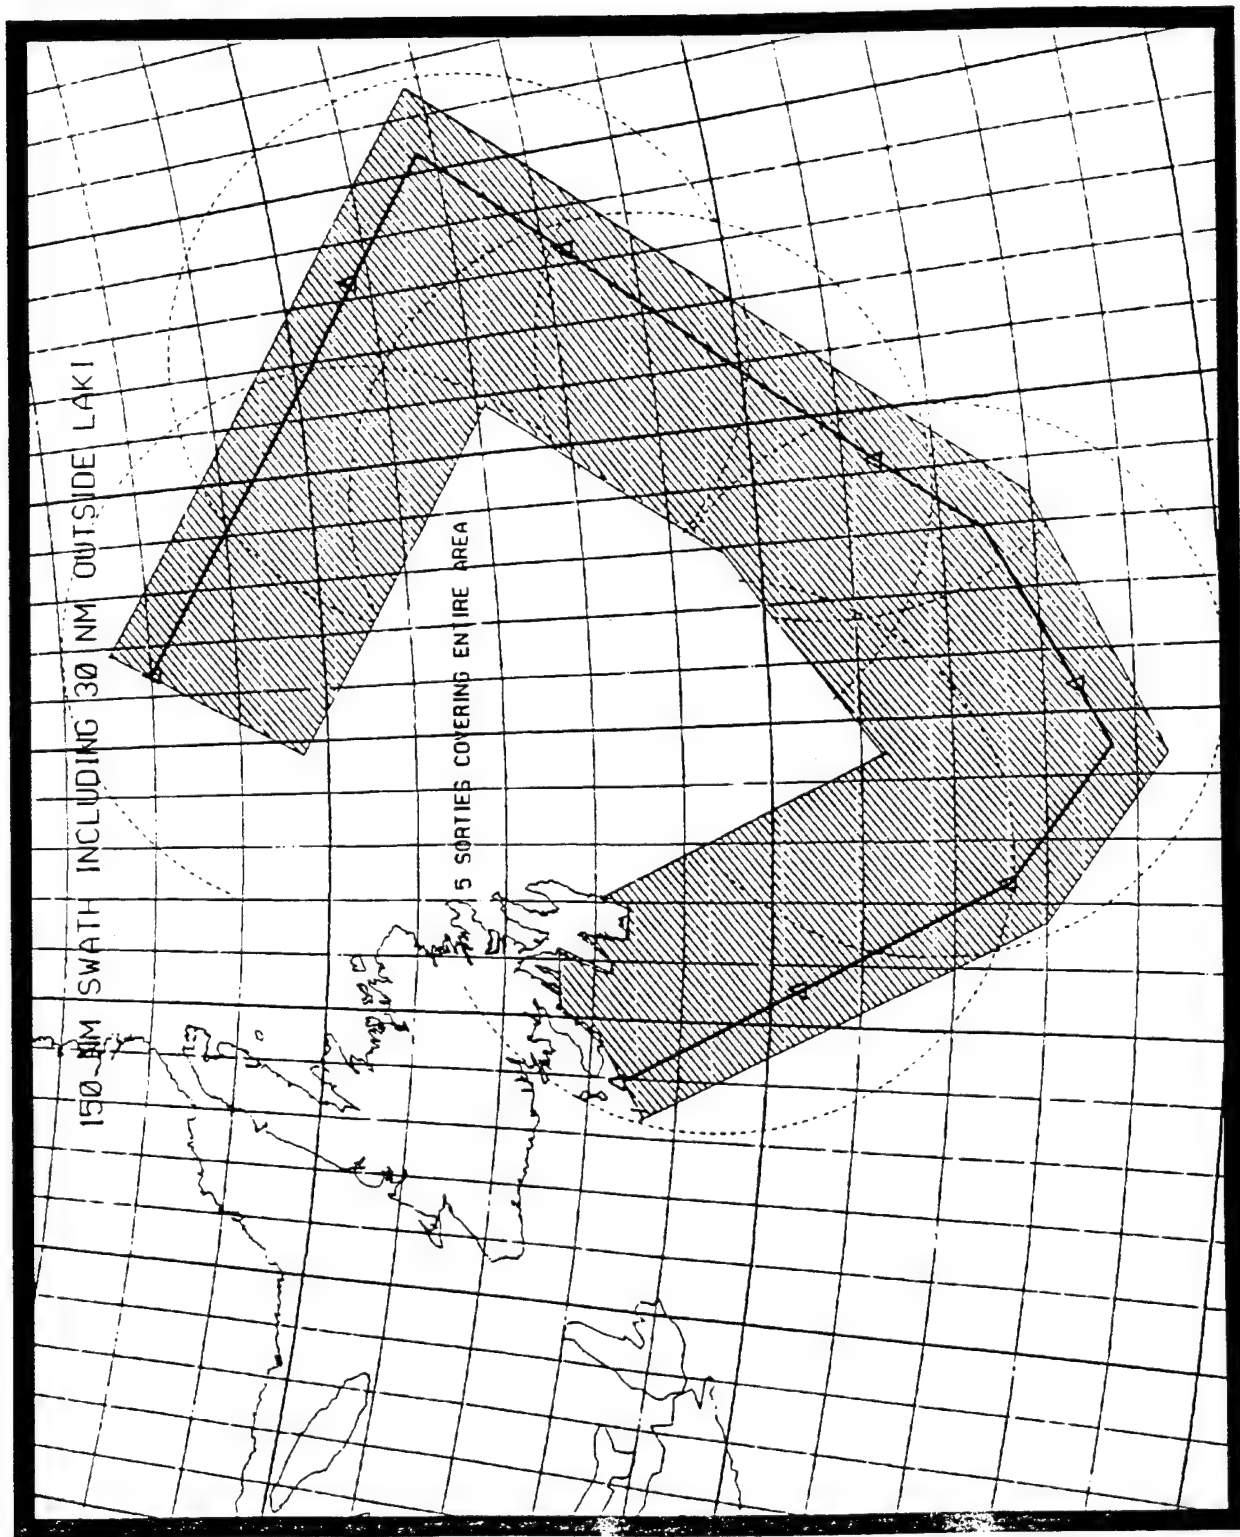 150 NM SWATH INCLUDING 30 NM OUTSIDE LAKI
5 SORTIES COVERING ENTIRE AREA